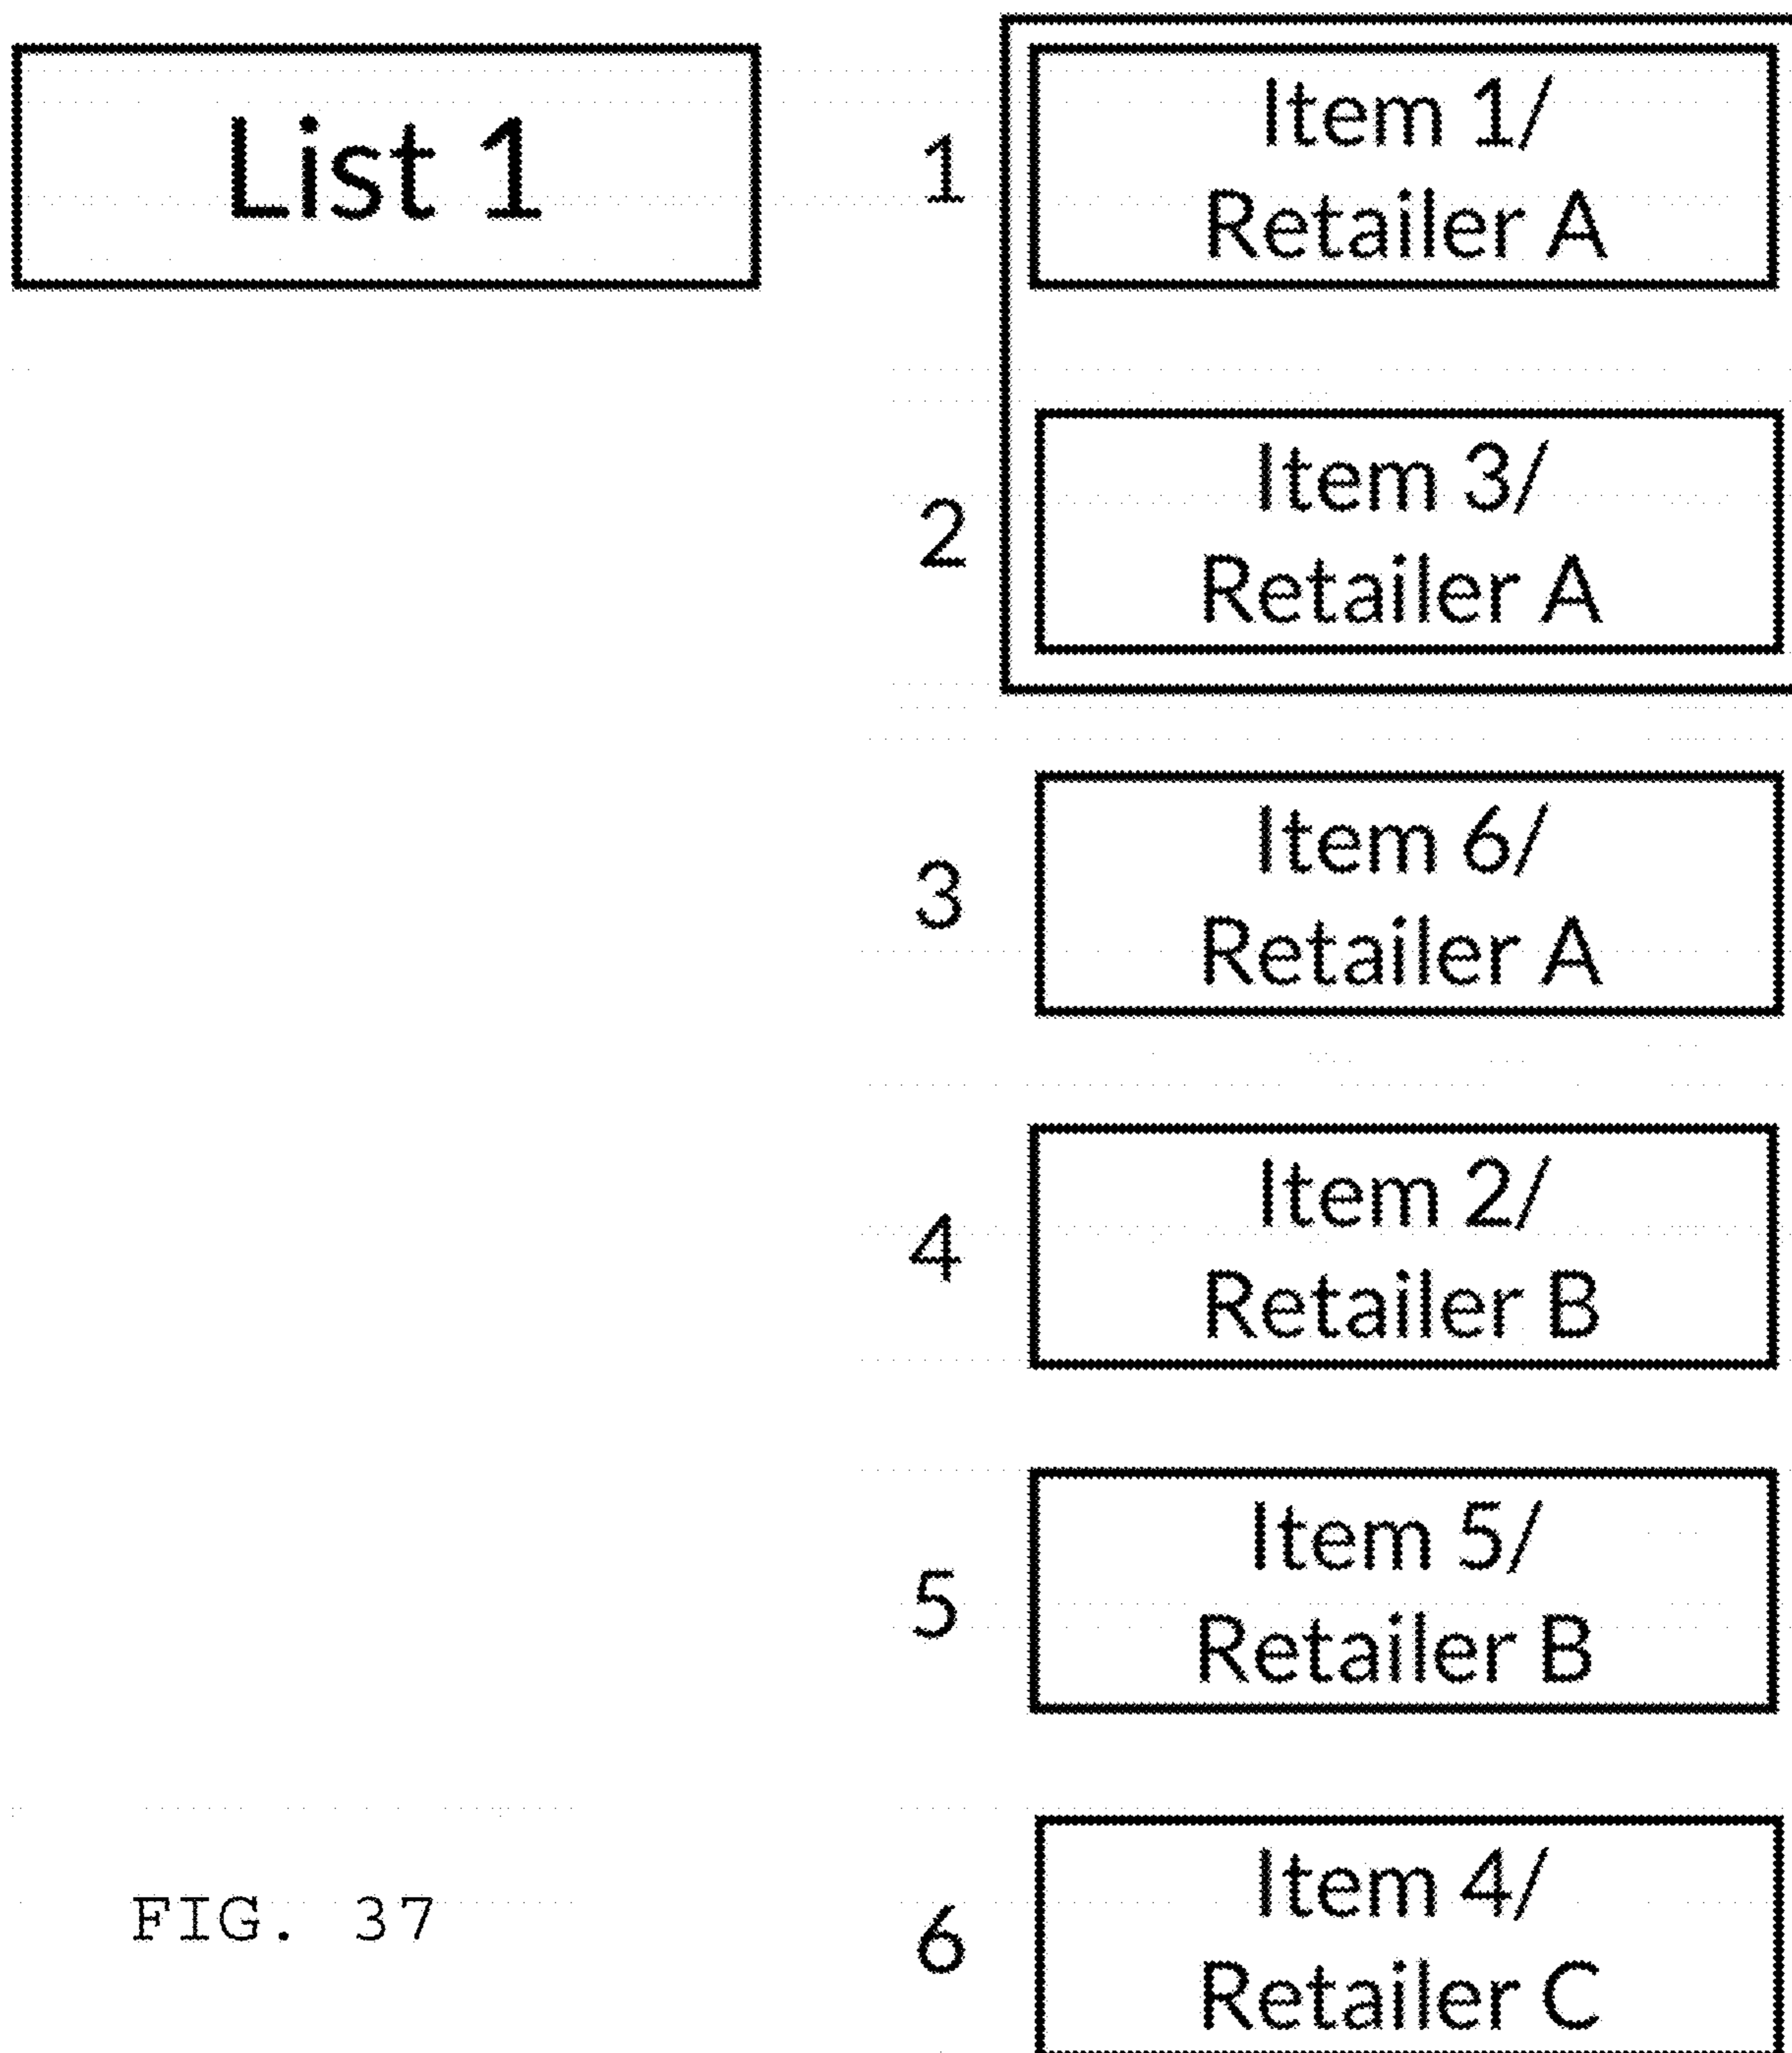 List 1
1
Item 1/
Retailer A
2
Item 3/
Retailer A
3
Item 6/
Retailer A
4
Item 2/
Retailer B
5
Item 5/
Retailer B
6
Item 4/
Retailer C
FIG. 37